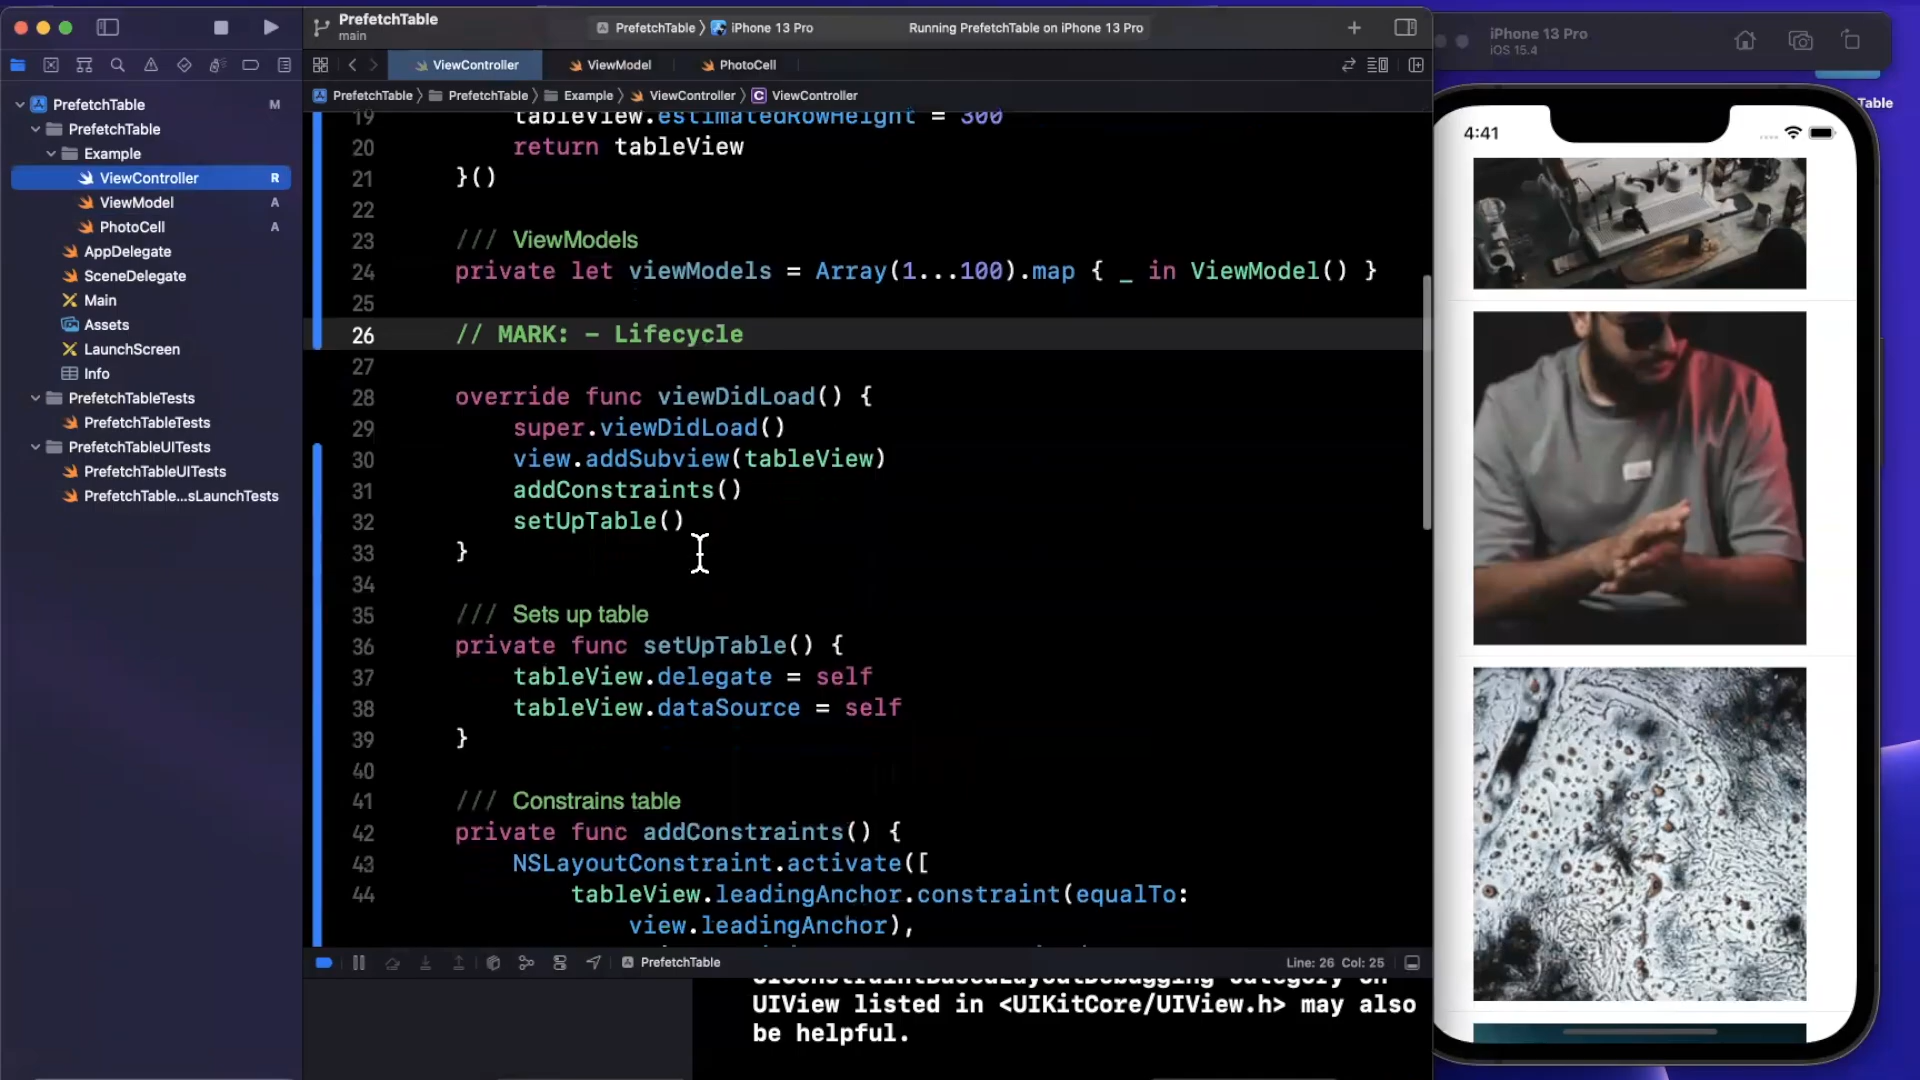 PrefetchTable
main
PrefetchTable
iPhone 13 Pro
Running PrefetchTable on iPhone 13 Pro
iPhone 13 Pro
iOS 15.4
Table
ViewController
ViewModel
PhotoCell
PrefetchTable
PrefetchTable
Example
ViewController
ViewController
PrefetchTable M
PrefetchTable
Example
ViewController R
ViewModel A
PhotoCell A
AppDelegate
SceneDelegate
Main
Assets
LaunchScreen
Info
PrefetchTableTests
PrefetchTableTests
PrefetchTableUITests
PrefetchTableUITests
PrefetchTable...sLaunchTests
19 tableView.estimatedRowHeight = 300
20 return tableView
21 }()
22
23 /// ViewModels
24 private let viewModels = Array(1...100).map { _ in ViewModel() }
25
26 // MARK: - Lifecycle
27
28 override func viewDidLoad() {
29 super.viewDidLoad()
30 view.addSubview(tableView)
31 addConstraints()
32 setUpTable()
33 }
34
35 /// Sets up table
36 private func setUpTable() {
37 tableView.delegate = self
38 tableView.dataSource = self
39 }
40
41 /// Constrains table
42 private func addConstraints() {
43 NSLayoutConstraint.activate([
44 tableView.leadingAnchor.constraint(equalTo:
view.leadingAnchor),
PrefetchTable
Line: 26 Col: 25
UIConstraintBasedLayoutDebugging category on
UIView listed in <UIKitCore/UIView.h> may also
be helpful.
4:41